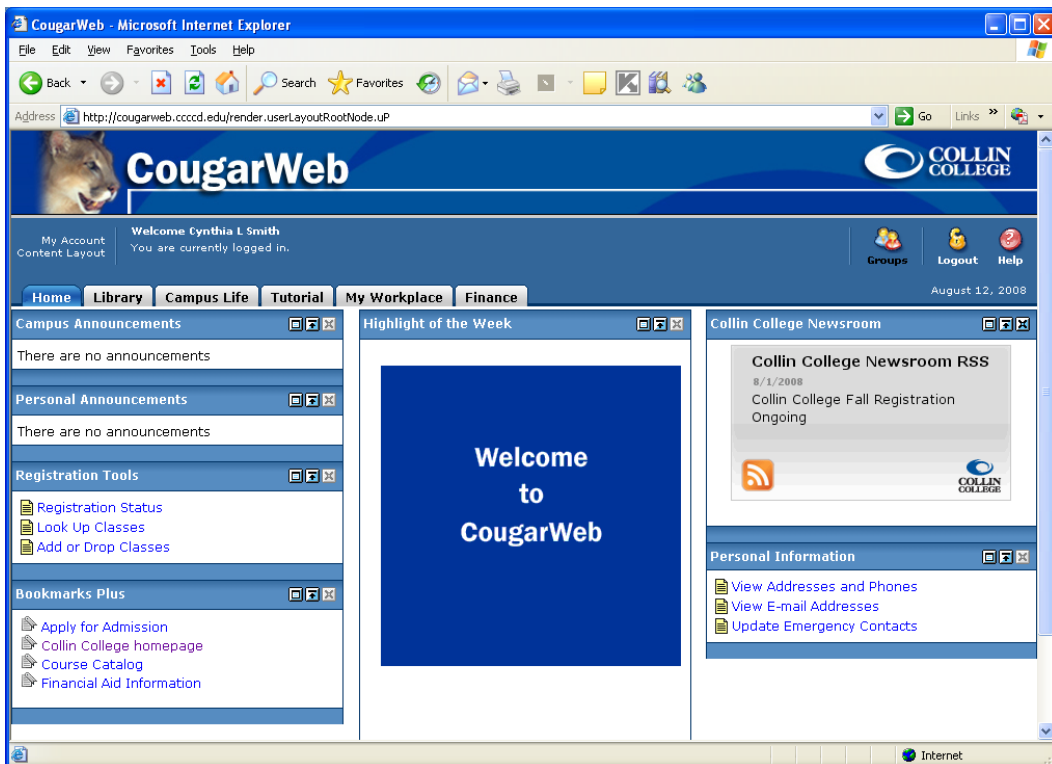 CougarWeb - Microsoft Internet Explorer
File Edit View Favorites Tools Help
Back Search Favorites
Address http://cougarweb.ccccd.edu/render.userLayoutRootNode.uP Go Links »
CougarWeb
COLLIN
COLLEGE
My Account
Content Layout
Welcome Cynthia L Smith
You are currently logged in.
Groups Logout Help
Home Library Campus Life Tutorial My Workplace Finance
August 12, 2008
Campus Announcements
There are no announcements
Personal Announcements
There are no announcements
Registration Tools
Registration Status
Look Up Classes
Add or Drop Classes
Bookmarks Plus
Apply for Admission
Collin College homepage
Course Catalog
Financial Aid Information
Highlight of the Week
Welcome
to
CougarWeb
Collin College Newsroom
Collin College Newsroom RSS
8/1/2008
Collin College Fall Registration
Ongoing
COLLIN
COLLEGE
Personal Information
View Addresses and Phones
View E-mail Addresses
Update Emergency Contacts
Internet